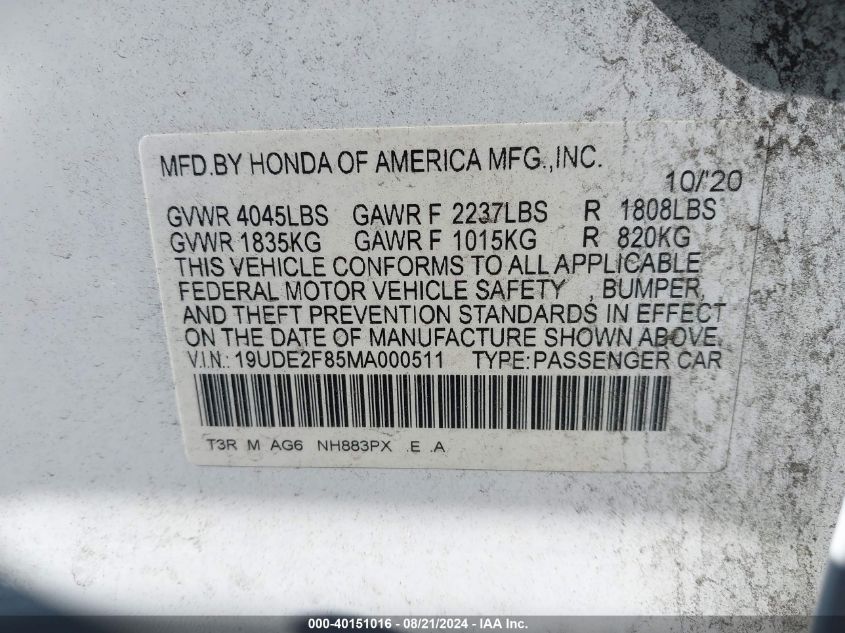 MFD.BY HONDA OF AMERICA MFG.,INC.
10/'20
GVWR 4045LBS GAWR F 2237LBS R 1808LBS
GVWR 1835KG GAWR F 1015KG R 820KG
THIS VEHICLE CONFORMS TO ALL APPLICABLE
FEDERAL MOTOR VEHICLE SAFETY , BUMPER,
AND THEFT PREVENTION STANDARDS IN EFFECT
ON THE DATE OF MANUFACTURE SHOWN ABOVE.
V.I.N.: 19UDE2F85MA000511 TYPE:PASSENGER CAR
T3R M AG6 NH883PX .E .A
000-40151016 - 08/21/2024 - IAAI Stock Inc.